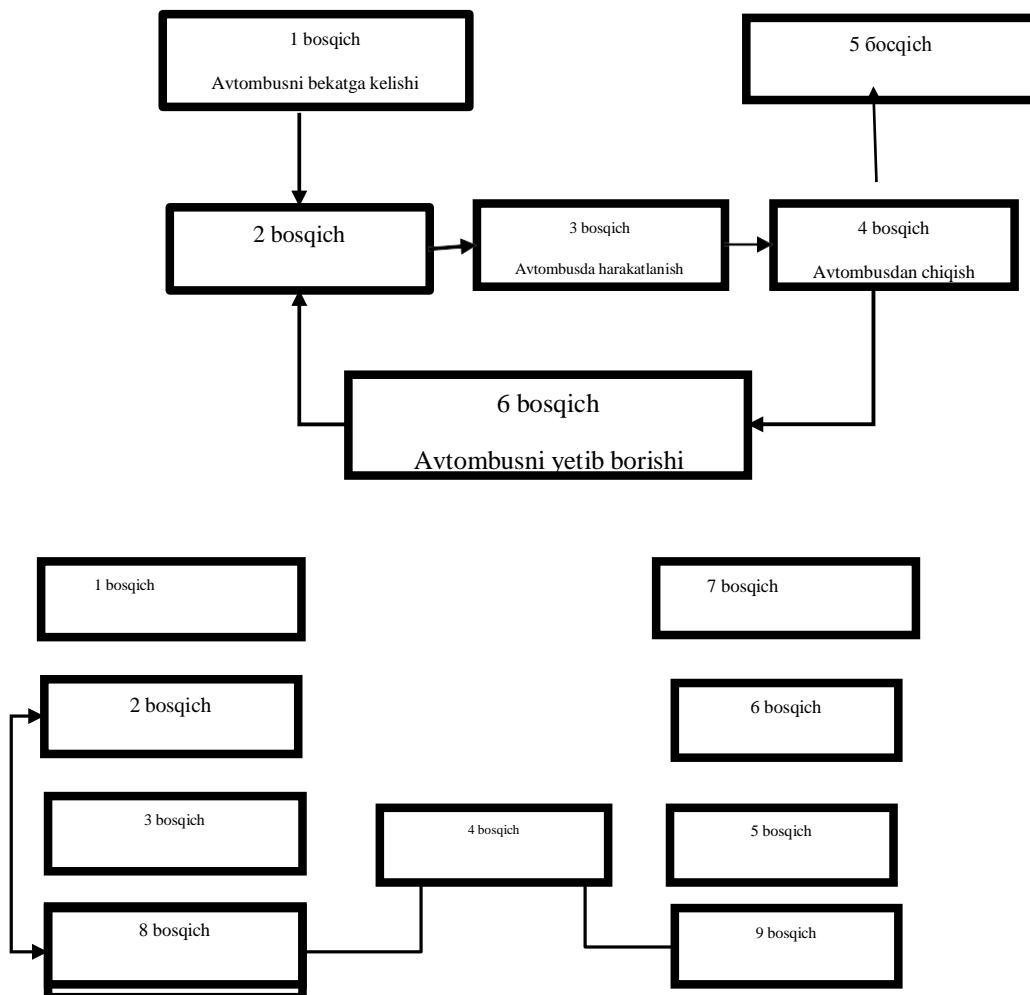 1 bosqich
Avtombusni bekatga kelishi
5 босqich
2 bosqich
3 bosqich
Avtombusda harakatlanish
4 bosqich
Avtombusdan chiqish
6 bosqich
Avtombusni yetib borishi
1 bosqich
7 bosqich
2 bosqich
6 bosqich
3 bosqich
4 bosqich
5 bosqich
8 bosqich
9 bosqich